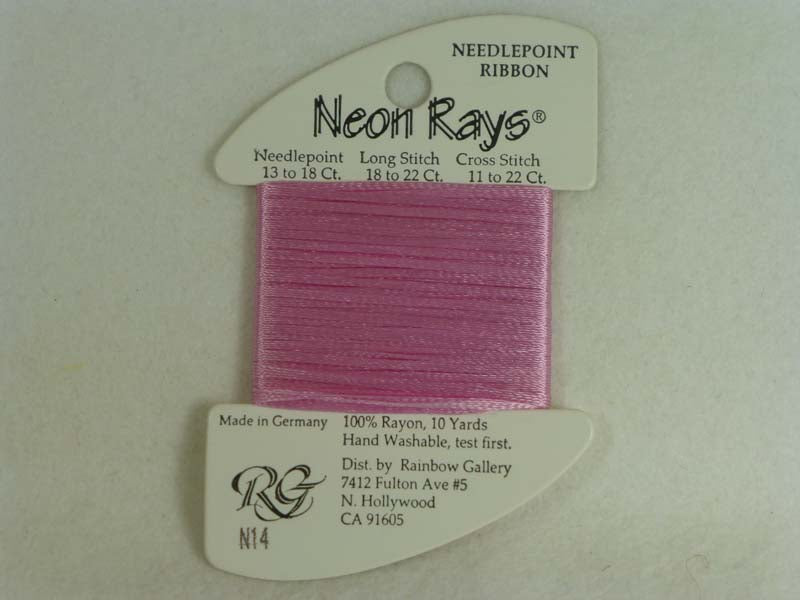 NEEDLEPOINT
RIBBON
Neon Rays®
Needlepoint Long Stitch Cross Stitch
13 to 18 Ct. 18 to 22 Ct. 11 to 22 Ct.
Made in Germany
100% Rayon, 10 Yards
Hand Washable, test first.
Dist. by Rainbow Gallery
7412 Fulton Ave #5
N. Hollywood
CA 91605
RG
N14